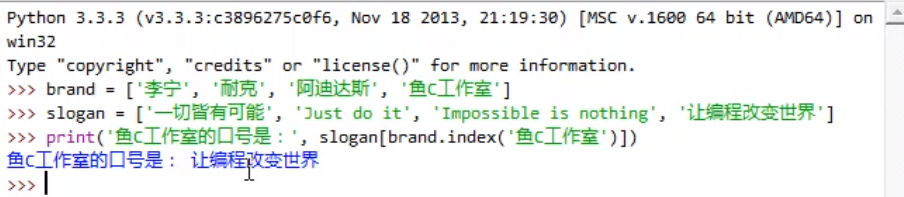 Python 3.3.3 (v3.3.3:c3896275c0f6, Nov 18 2013, 21:19:30) [MSC v.1600 64 bit (AMD64)] on
win32
Type "copyright", "credits" or "license()" for more information.
>>> brand = ['李宁', '耐克', '阿迪达斯', '鱼C工作室']
>>> slogan = ['一切皆有可能', 'Just do it', 'Impossible is nothing', '让编程改变世界']
>>> print('鱼C工作室的口号是：', slogan[brand.index('鱼C工作室')])
鱼C工作室的口号是： 让编程改变世界
>>>